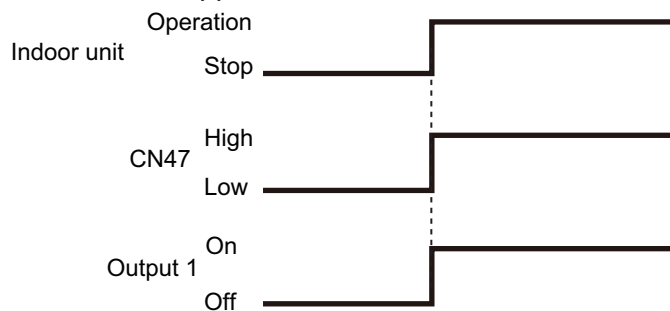 Operation
Indoor unit
Stop
High
CN47
Low
On
Output 1
Off